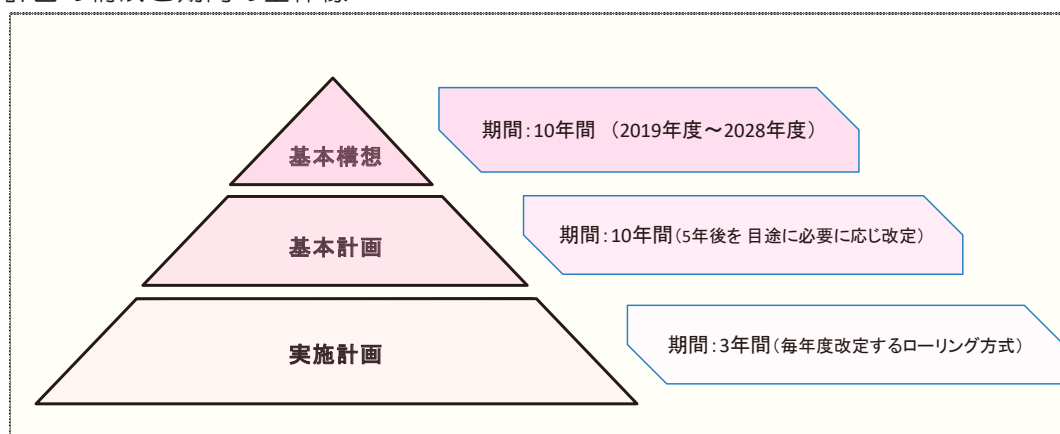 基本構想
期間：10年間 （2019年度～2028年度）
基本計画
期間：10年間（5年後を 目途に必要に応じ改定）
実施計画
期間：3年間（毎年度改定するローリング方式）